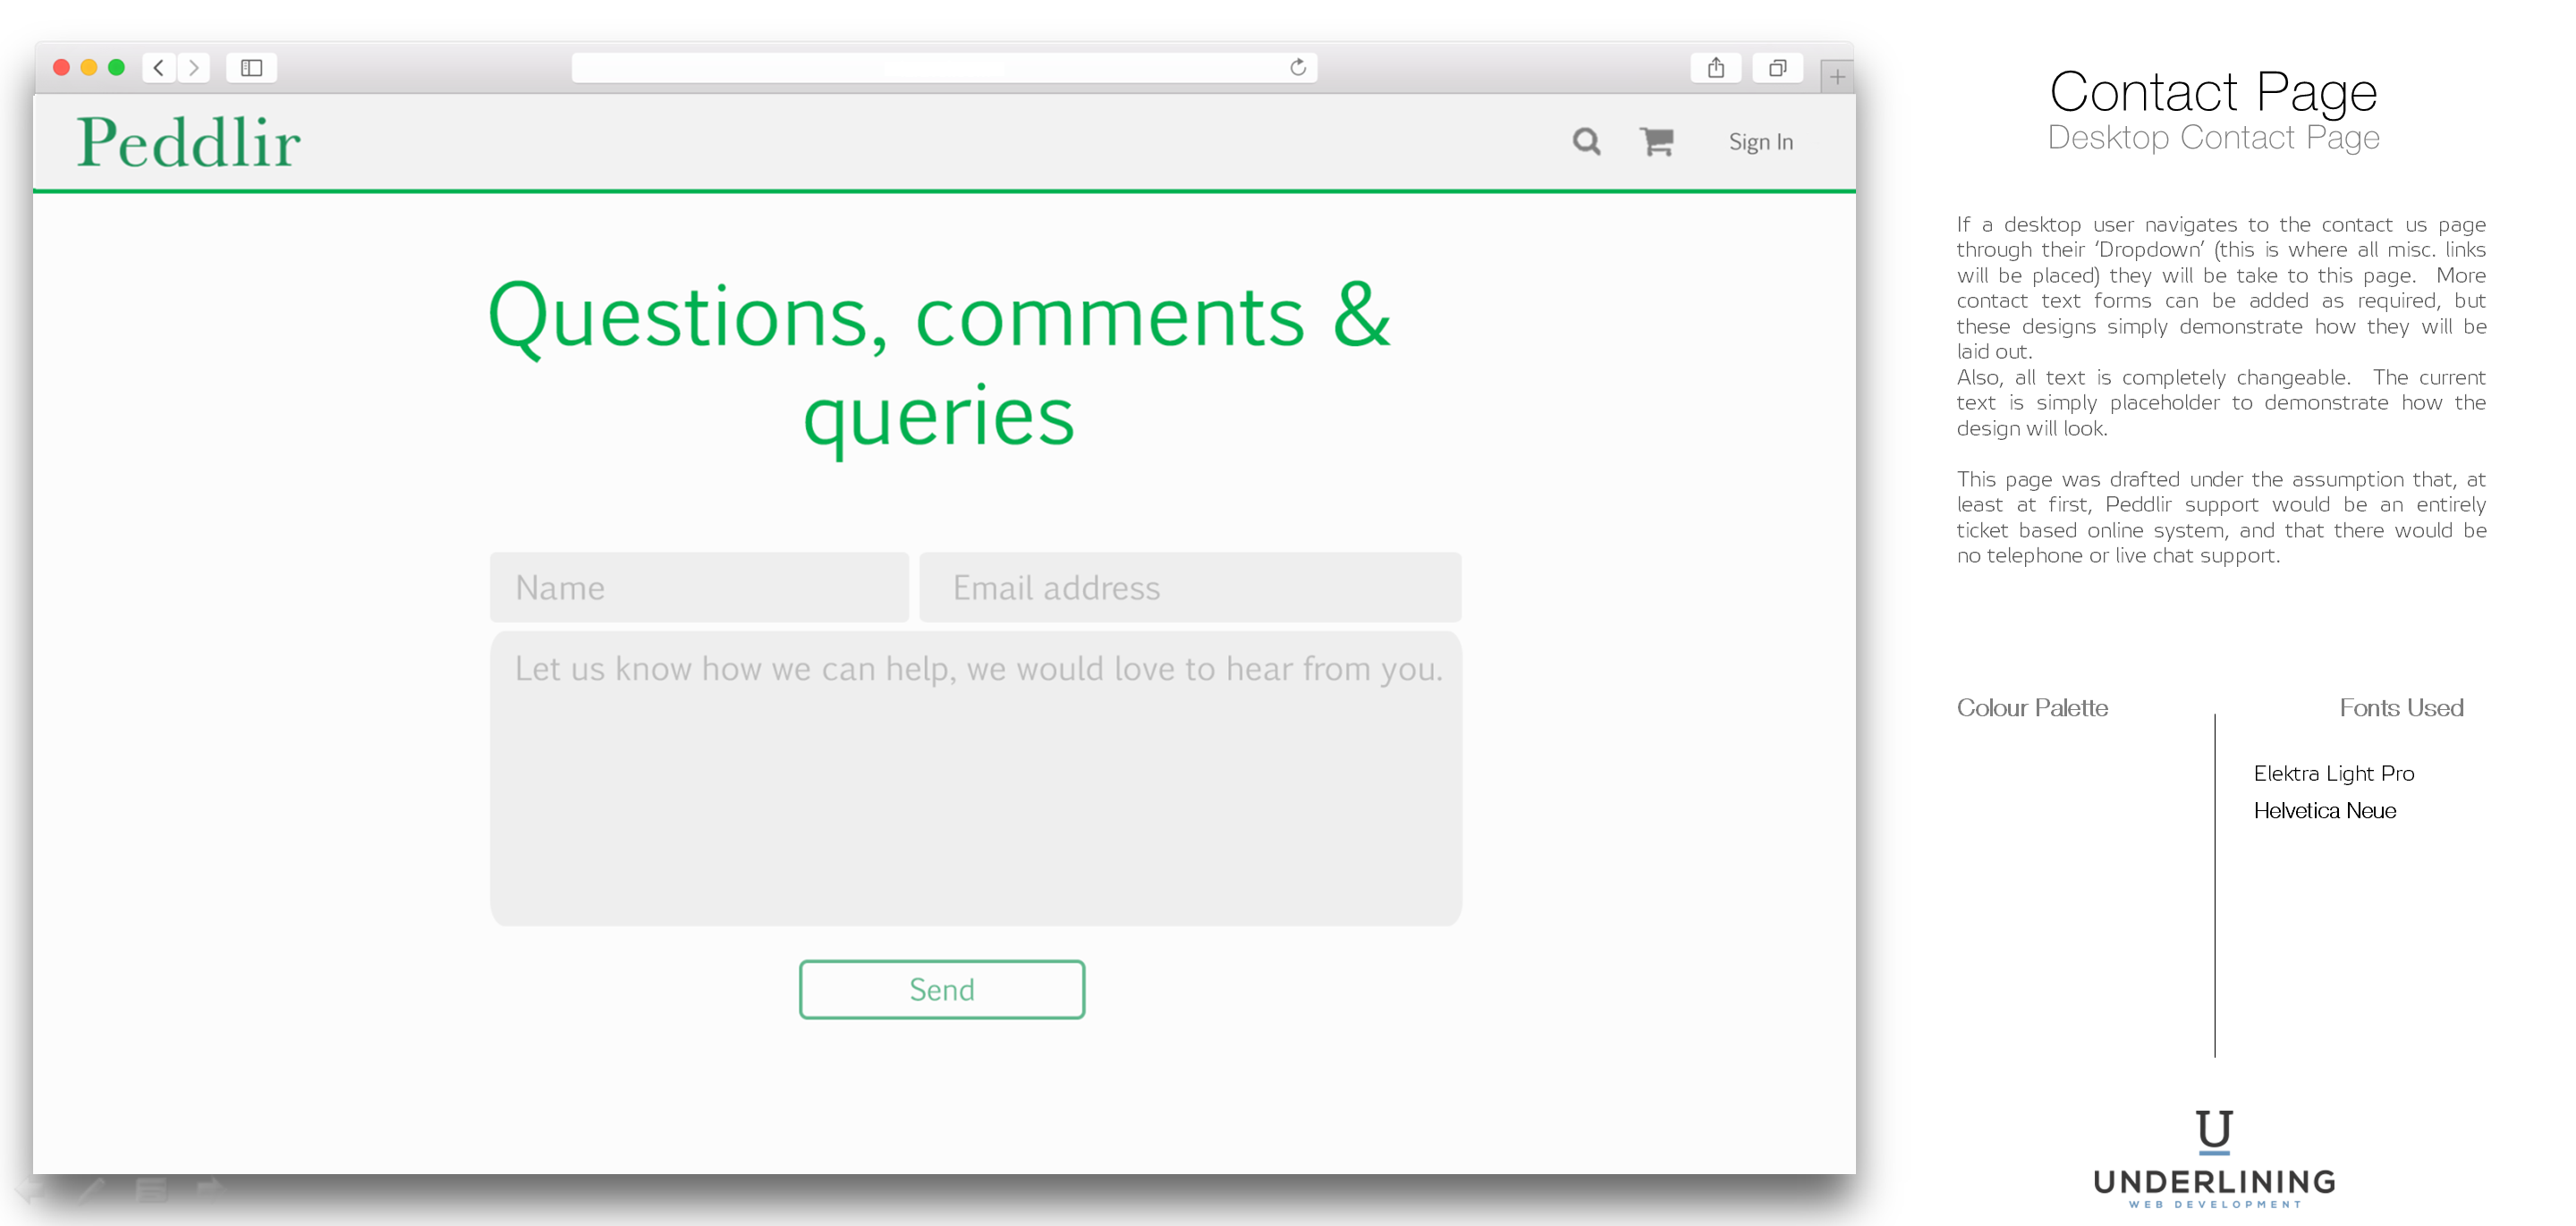 Peddlir
Sign In
Questions, comments &
queries
Name
Email address
Let us know how we can help, we would love to hear from you.
Send
Contact Page
Desktop Contact Page
If a desktop user navigates to the contact us page
through their ‘Dropdown’ (this is where all misc. links
will be placed) they will be take to this page. More
contact text forms can be added as required, but
these designs simply demonstrate how they will be
laid out.
Also, all text is completely changeable. The current
text is simply placeholder to demonstrate how the
design will look.
This page was drafted under the assumption that, at
least at first, Peddlir support would be an entirely
ticket based online system, and that there would be
no telephone or live chat support.
Colour Palette
Fonts Used
Elektra Light Pro
Helvetica Neue
U
UNDERLINING
WEB DEVELOPMENT